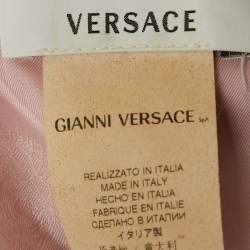 VERSACE
GIANNI VERSACE SpA
REALIZZATO IN ITALIA
MADE IN ITALY
HECHO EN ITALIA
FABRIQUÉ EN ITALIE
СДЕЛАНО В ИТАЛИИ
イタリア製